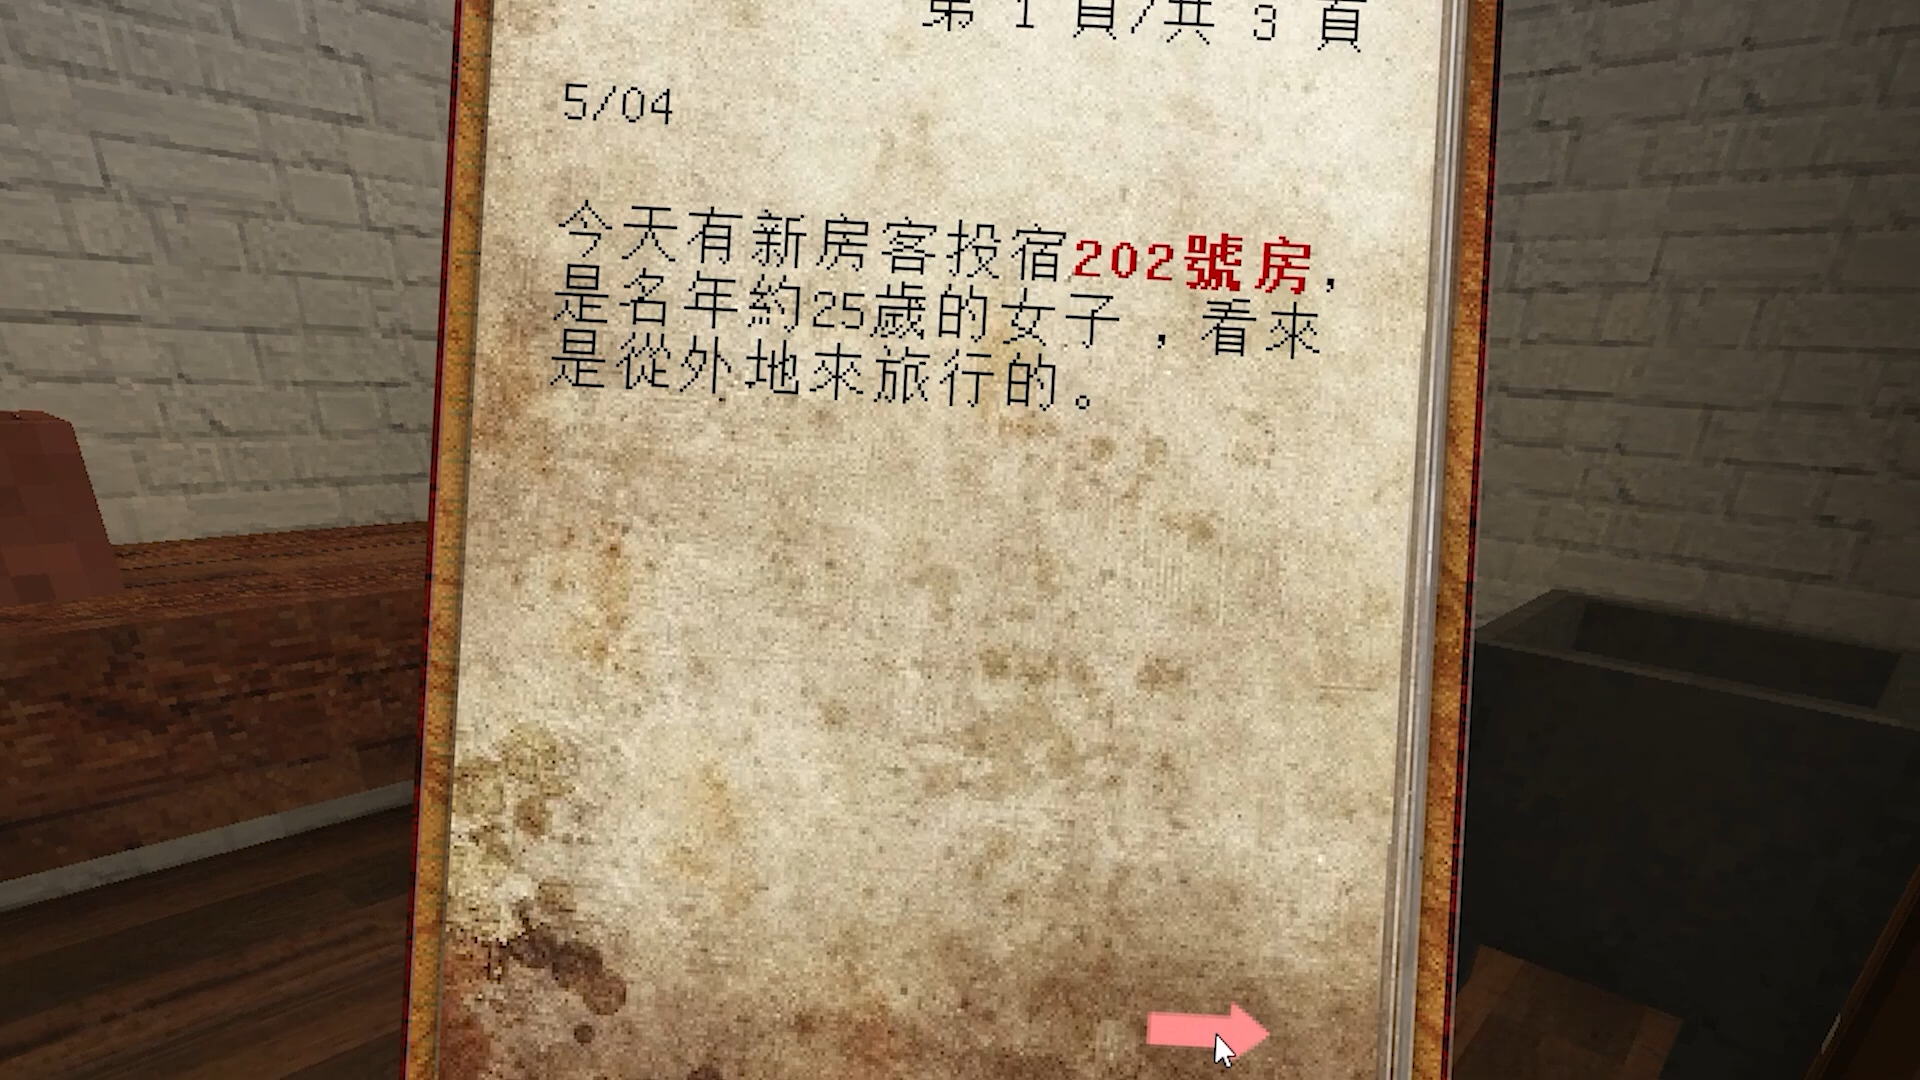 第 1 頁/共 3 頁
5/04
今天有新房客投宿202號房,
是名年約25歲的女子，看來
是從外地來旅行的。